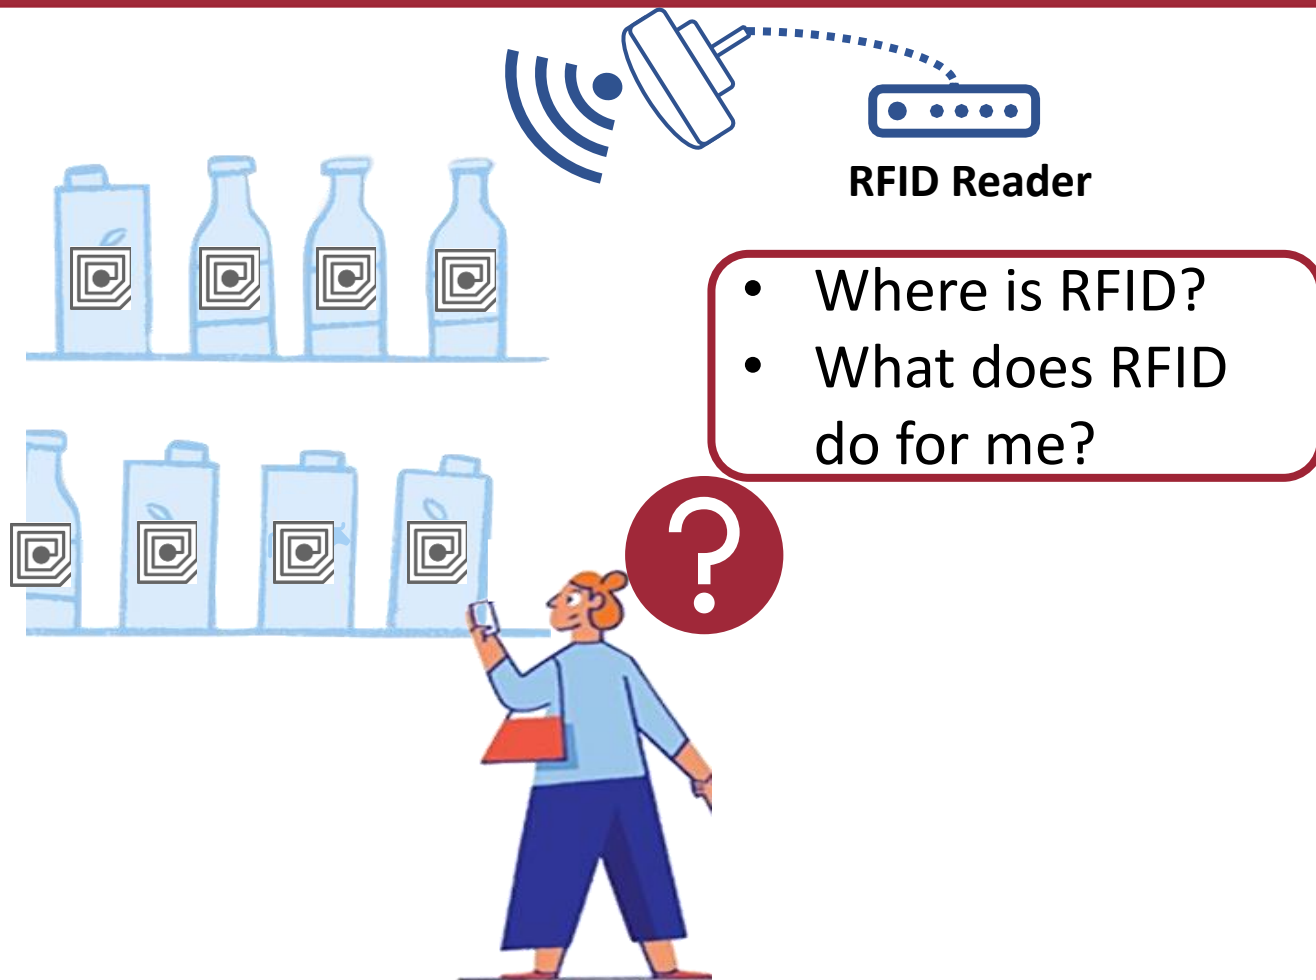 RFID Reader
• Where is RFID?
• What does RFID
do for me?
?